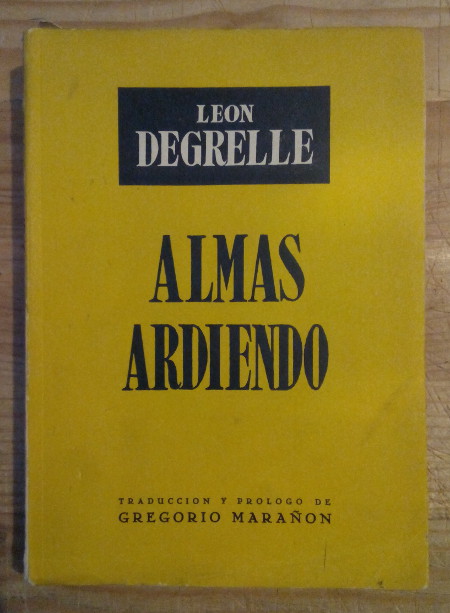 LEON
DEGRELLE
ALMAS
ARDIENDO
TRADUCCION Y PROLOGO DE
GREGORIO MARAÑON